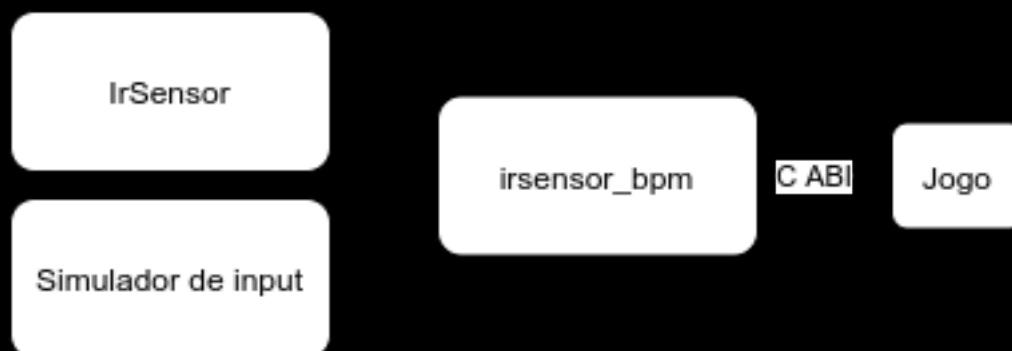 IrSensor
Simulador de input
irsensor_bpm
C ABI
Jogo